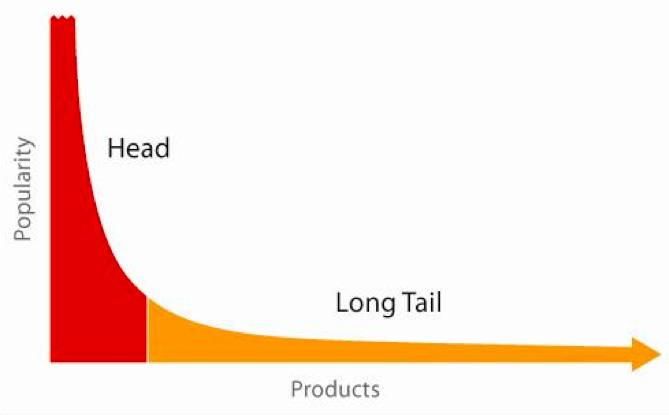 Head
Popularity
Long Tail
Products